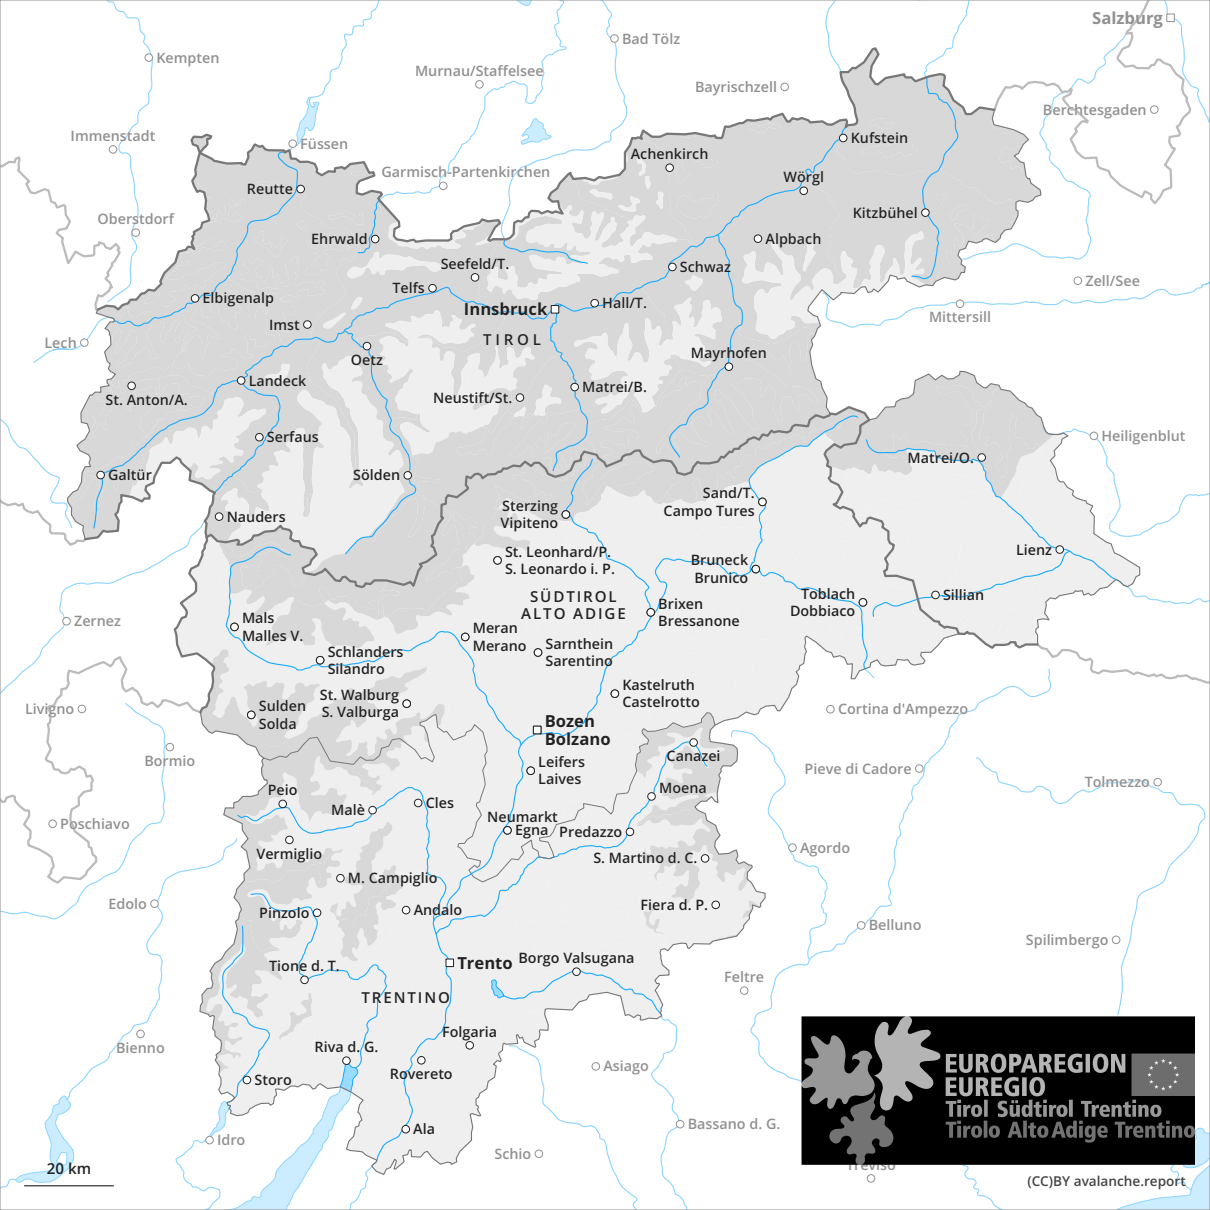 Salzburg
Kempten
Bad Tölz
Murnau/Staffelsee
Bayrischzell
Berchtesgaden
Immenstadt
Füssen
Kufstein
Achenkirch
Garmisch-Partenkirchen
Wörgl
Reutte
Oberstdorf
Kitzbühel
Ehrwald
Alpbach
Seefeld/T.
Schwaz
Zell/See
Telfs
Elbigenalp
Hall/T.
Innsbruck
Mittersill
Imst
TIROL
Lech
Oetz
Mayrhofen
Landeck
Matrei/B.
St. Anton/A.
Neustift/St.
Serfaus
Heiligenblut
Matrei/O.
Galtür
Sölden
Sand/T.
Campo Tures
Sterzing
Vipiteno
Nauders
St. Leonhard/P.
S. Leonardo i. P.
Lienz
Bruneck
Brunico
SÜDTIROL
ALTO ADIGE
Toblach
Dobbiaco
Sillian
Brixen
Bressanone
Zernez
Mals
Malles V.
Meran
Merano
Sarnthein
Sarentino
Schlanders
Silandro
Kastelruth
Castelrotto
St. Walburg
S. Valburga
Livigno
Sulden
Solda
Cortina d'Ampezzo
Bozen
Bolzano
Bormio
Canazei
Leifers
Laives
Pieve di Cadore
Tolmezzo
Peio
Moena
Malè
Cles
Neumarkt
Egna
Predazzo
Poschiavo
Vermiglio
Agordo
S. Martino d. C.
M. Campiglio
Edolo
Pinzolo
Andalo
Fiera d. P.
Belluno
Spilimbergo
Tione d. T.
Trento
Borgo Valsugana
Feltre
TRENTINO
Folgaria
Bienno
Riva d. G.
Rovereto
Asiago
Storo
EUROPAREGION
EUREGIO
Tirol Südtirol Trentino
Tirolo Alto Adige Trentino
Idro
Ala
Bassano d. G.
Schio
Treviso
20 km
(CC)BY avalanche.report